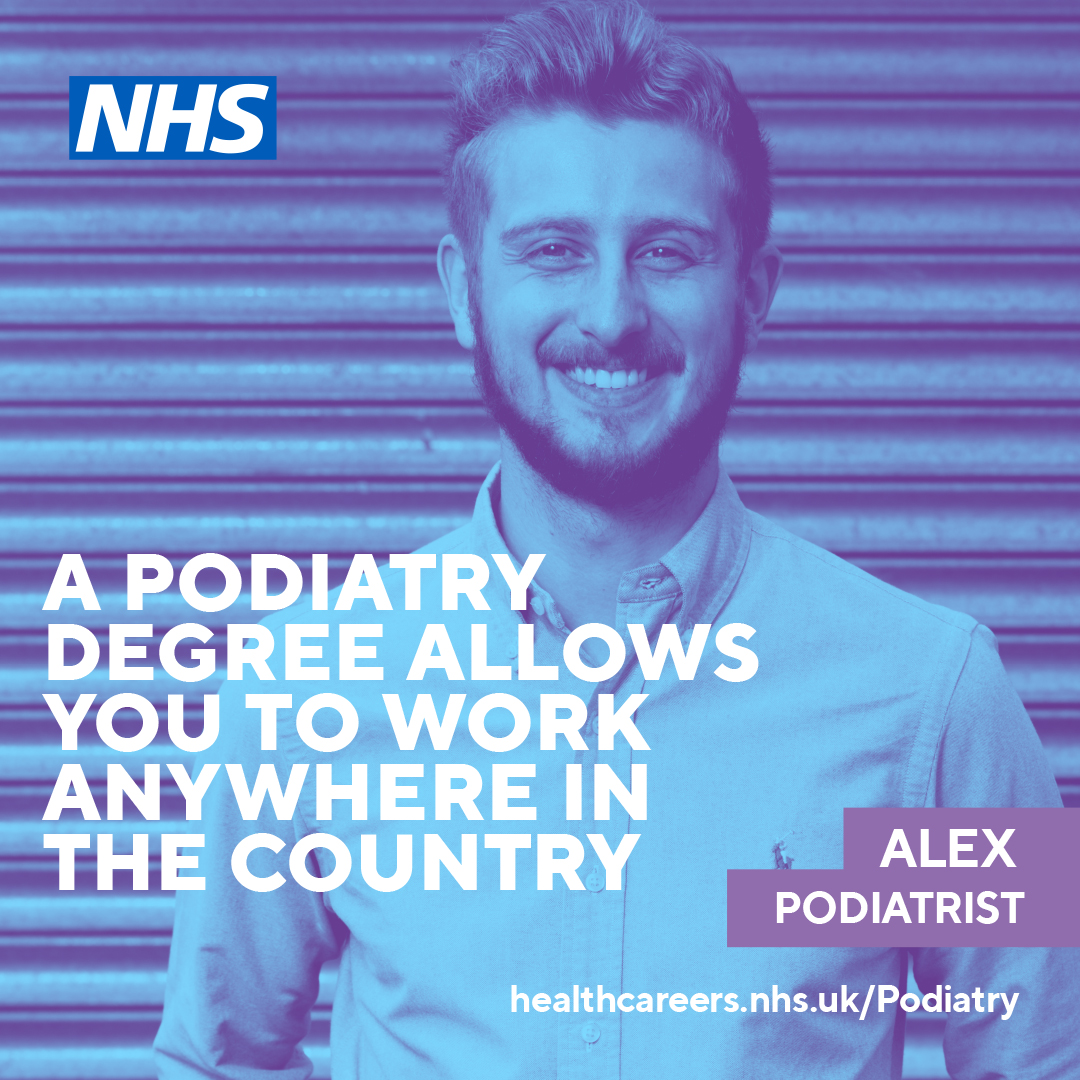 NHS
A PODIATRY
DEGREE ALLOWS
YOU TO WORK
ANYWHERE IN
THE COUNTRY
ALEX
PODIATRIST
healthcareers.nhs.uk/Podiatry